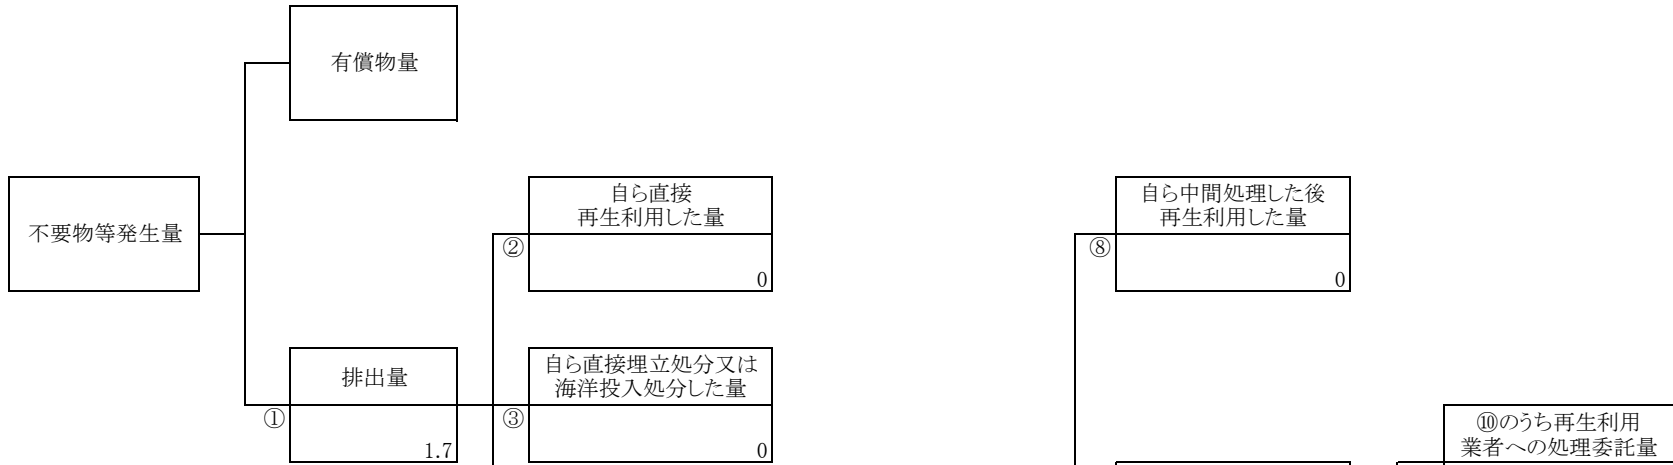 有償物量
不要物等発生量
自ら直接
再生利用した量
②
0
自ら中間処理した後
再生利用した量
⑧
0
排出量
①
1.7
自ら直接埋立処分又は
海洋投入処分した量
③
0
⑩のうち再生利用
業者への処理委託量